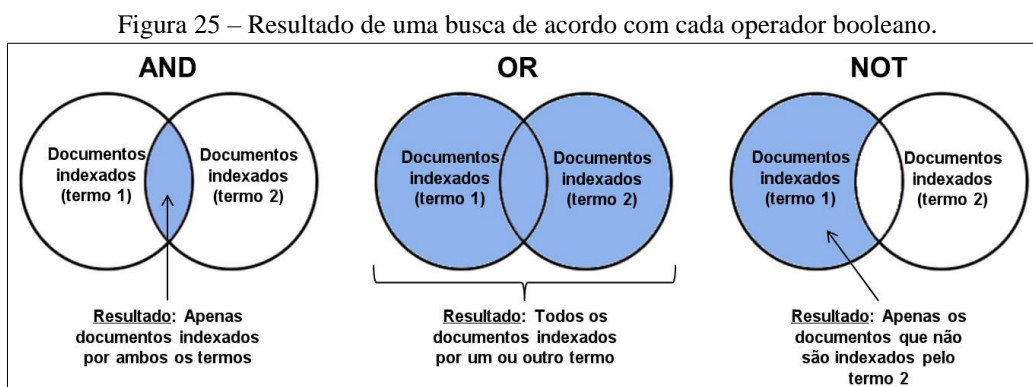 Figura 25 – Resultado de uma busca de acordo com cada operador booleano.
AND
Documentos
indexados
(termo 1)
Documentos
indexados
(termo 2)
Resultado: Apenas
documentos indexados
por ambos os termos
OR
Documentos
indexados
(termo 1)
Documentos
indexados
(termo 2)
Resultado: Todos os
documentos indexados
por um ou outro termo
NOT
Documentos
indexados
(termo 1)
Documentos
indexados
(termo 2)
Resultado: Apenas os
documentos que não
são indexados pelo
termo 2